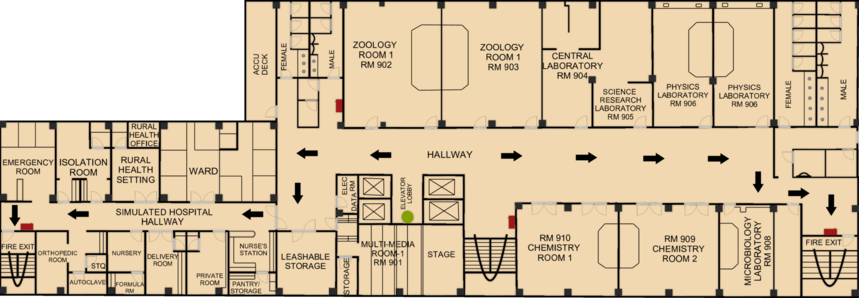 ACCU
DECK
FEMALE
MALE
ZOOLOGY
ROOM 1
RM 902
ZOOLOGY
ROOM 1
RM 903
CENTRAL
LABORATORY
RM 904
SCIENCE
RESEARCH
LABORATORY
RM 905
PHYSICS
LABORATORY
RM 906
PHYSICS
LABORATORY
RM 906
FEMALE
MALE
EMERGENCY
ROOM
ISOLATION
ROOM
RURAL
HEALTH
OFFICE
RURAL
HEALTH
SETTING
WARD
HALLWAY
ELEC
DATA RM
ELEVATOR
LOBBY
SIMULATED HOSPITAL
HALLWAY
FIRE EXIT
ORTHOPEDIC
ROOM
STQ
AUTOCLAVE
NURSERY
FORMULA
RM
DELIVERY
ROOM
PRIVATE
ROOM
NURSE'S
STATION
PANTRY/
STORAGE
LEASHABLE
STORAGE
STORAGE
MULTI-MEDIA
ROOM-1
RM 901
STAGE
RM 910
CHEMISTRY
ROOM 1
RM 909
CHEMISTRY
ROOM 2
MICROBIOLOGY
LABORATORY
RM 908
FIRE EXIT